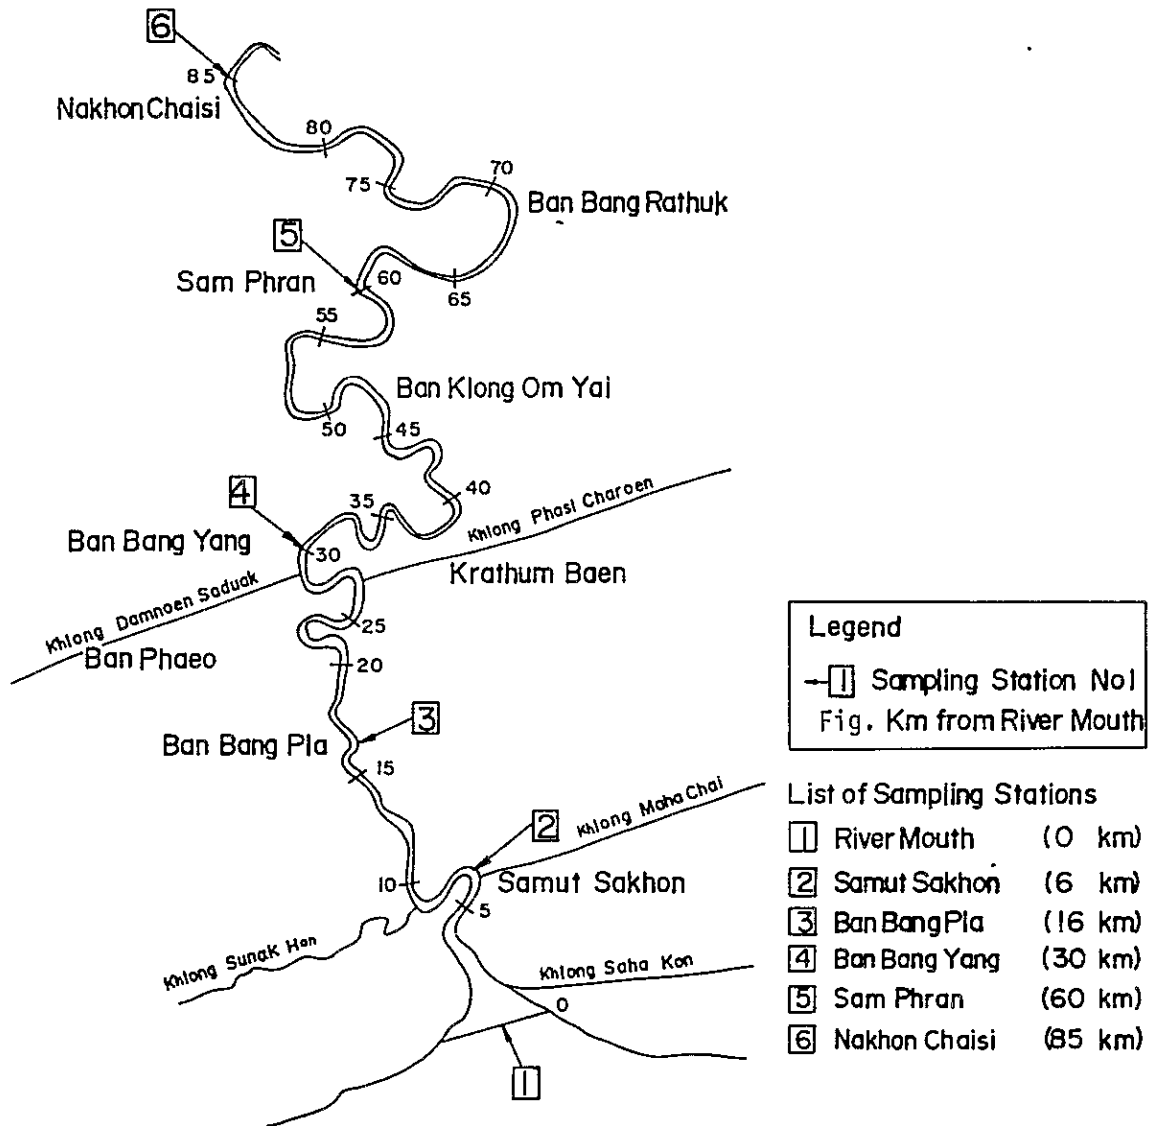 6
85
Nakhon Chaisi
80
75
70
Ban Bang Rathuk
5
Sam Phran
60
65
55
Ban Klong Om Yai
50
45
4
35
40
Khlong Phasi Charoen
Ban Bang Yang
30
Krathum Baen
Khlong Damnoen Saduak
25
Ban Phaeo
20
3
Ban Bang Pla
15
Khlong Maha Chai
2
10
Samut Sakhon
5
Khlong Sunak Hon
Khlong Saha Kon
0
1
Legend
1 Sampling Station No1
Fig. Km from River Mouth
List of Sampling Stations
1 River Mouth (0 km)
2 Samut Sakhon (6 km)
3 Ban Bang Pla (16 km)
4 Ban Bang Yang (30 km)
5 Sam Phran (60 km)
6 Nakhon Chaisi (85 km)